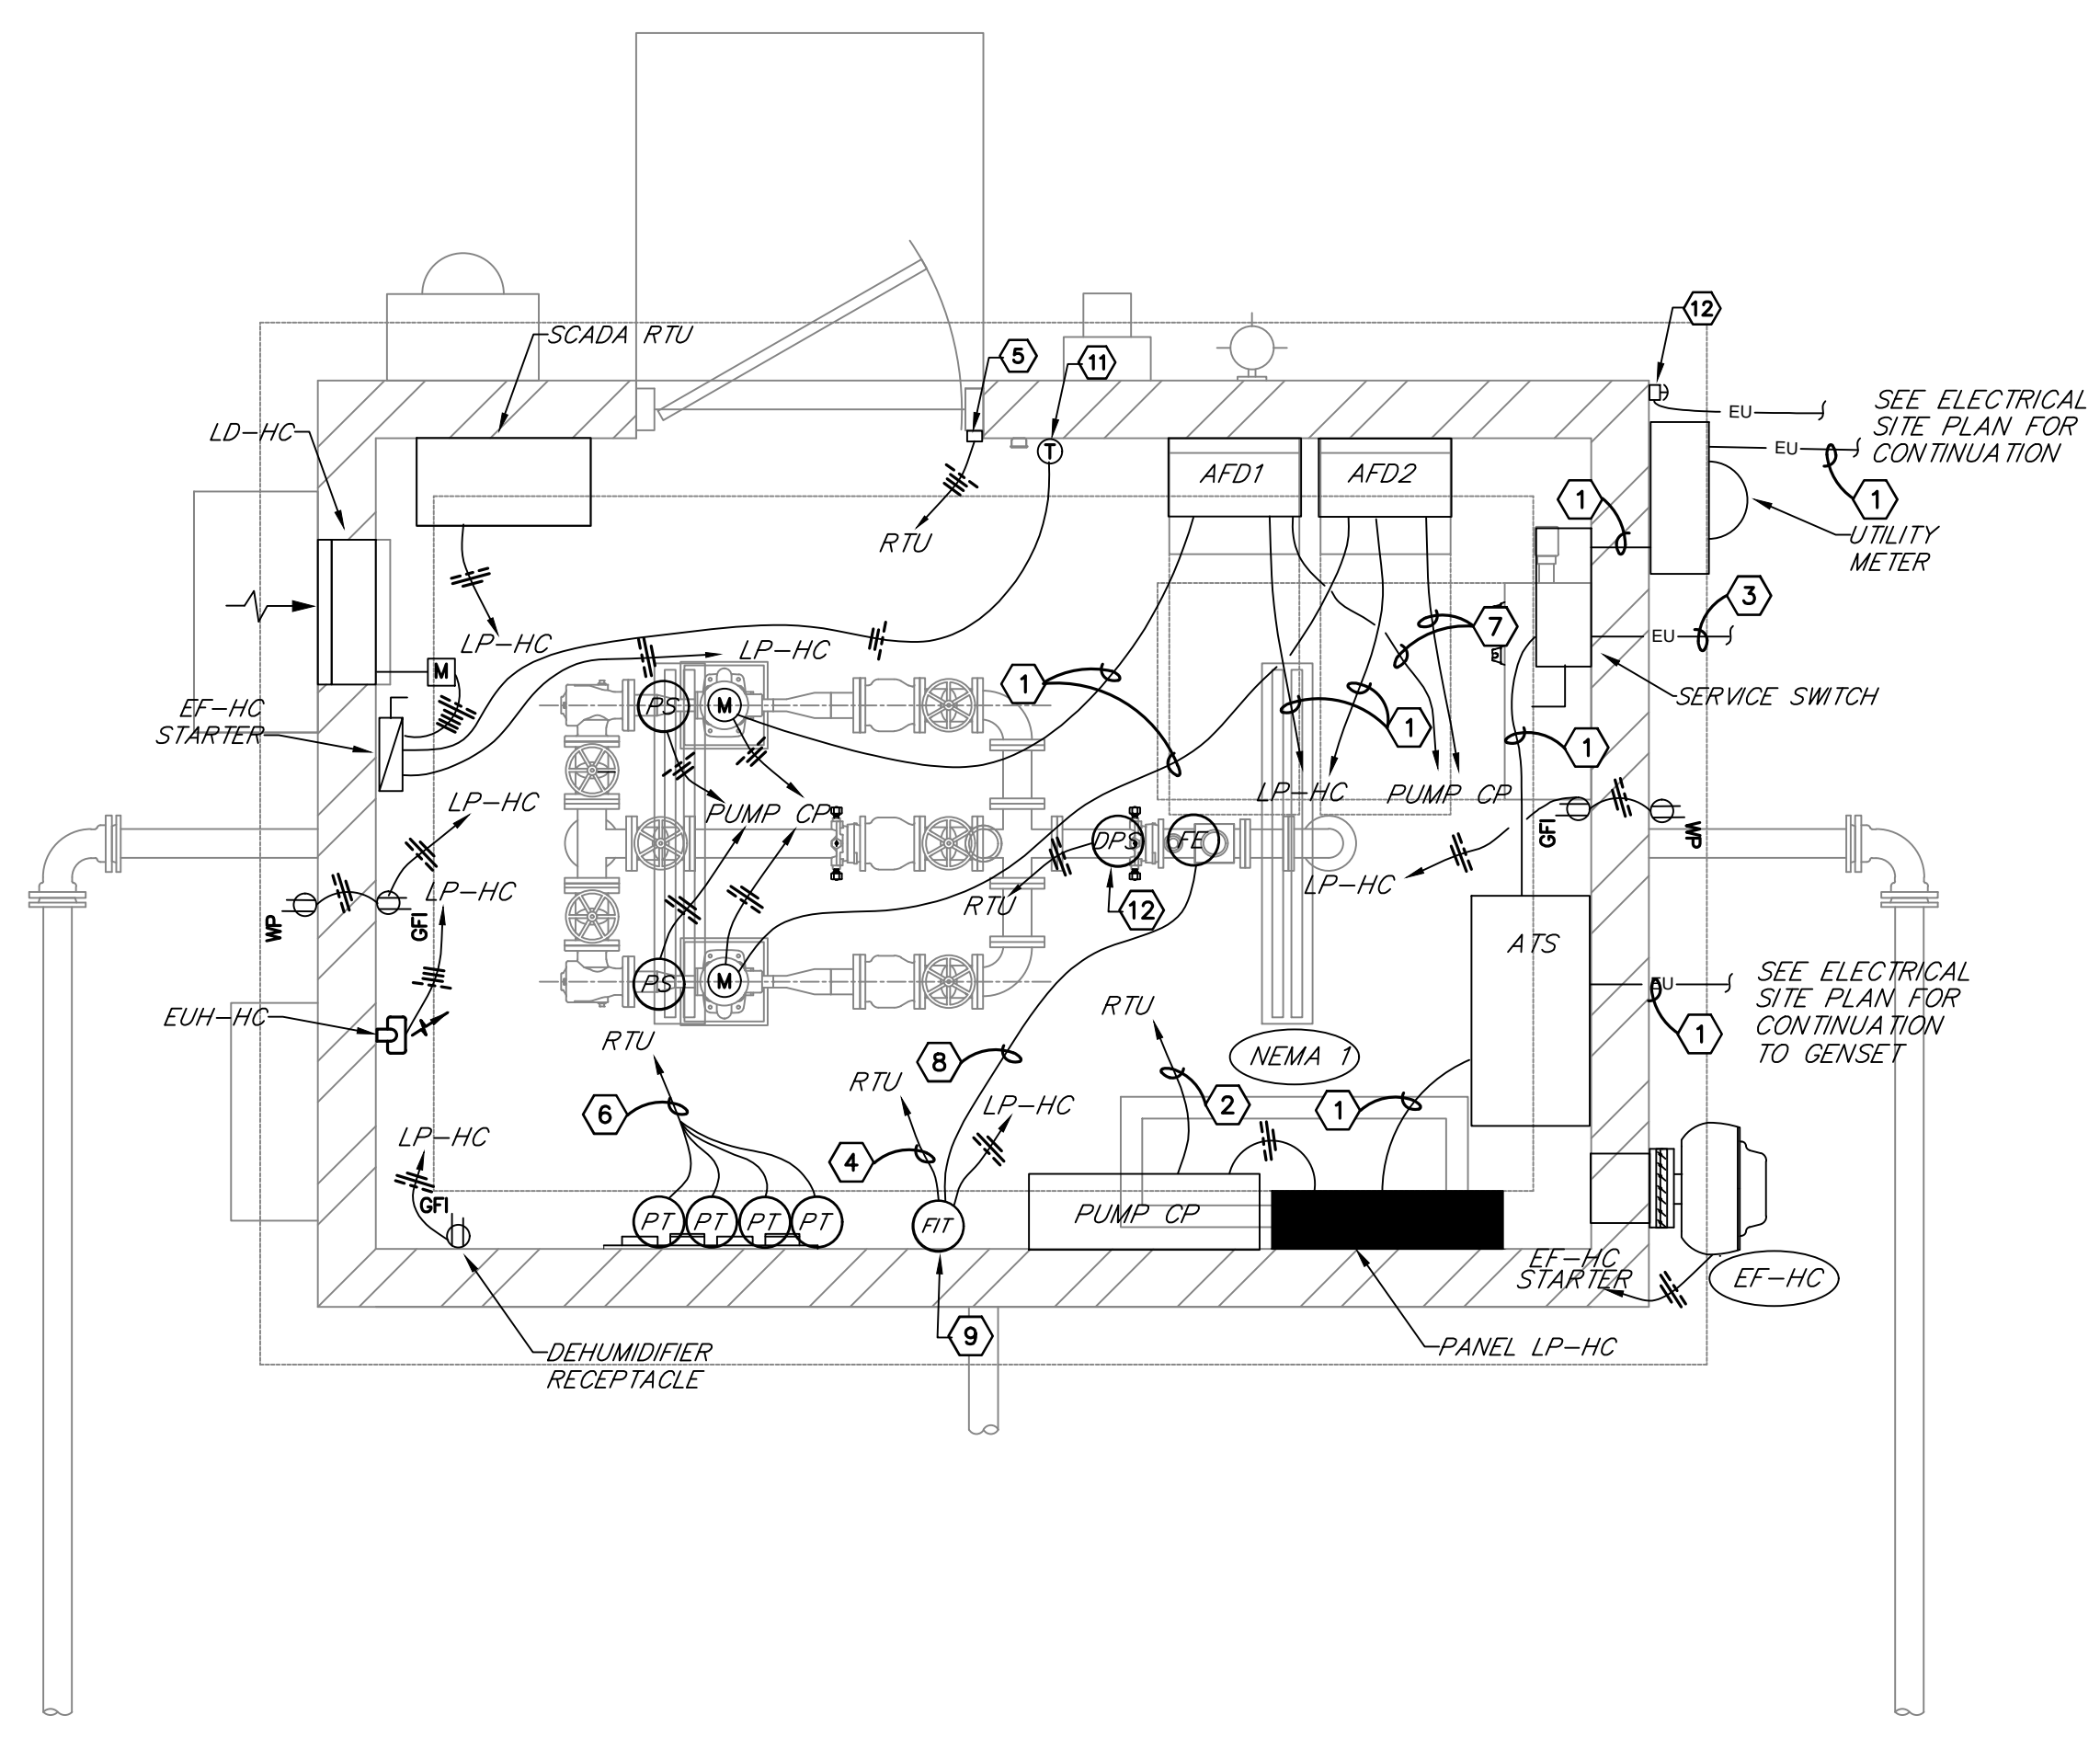 12
SCADA RTU
5
11
SEE ELECTRICAL
SITE PLAN FOR
CONTINUATION
EU
EU
LD-HC
T
AFD1
AFD2
1
1
RTU
UTILITY
METER
3
7
EU
LP-HC
LP-HC
M
1
SERVICE SWITCH
EF-HC
STARTER
PS
M
1
1
LP-HC
PUMP CP
LP-HC
PUMP CP
GFI
WP
DPS
FE
LP-HC
LP-HC
RTU
12
WP
GFI
ATS
PS
M
EU
SEE ELECTRICAL
SITE PLAN FOR
CONTINUATION
TO GENSET
EUH-HC
RTU
1
RTU
8
NEMA 1
RTU
LP-HC
6
2
1
LP-HC
4
GFI
PT
PT
PT
PT
FIT
PUMP CP
EF-HC
STARTER
EF-HC
9
DEHUMIDIFIER
RECEPTACLE
PANEL LP-HC